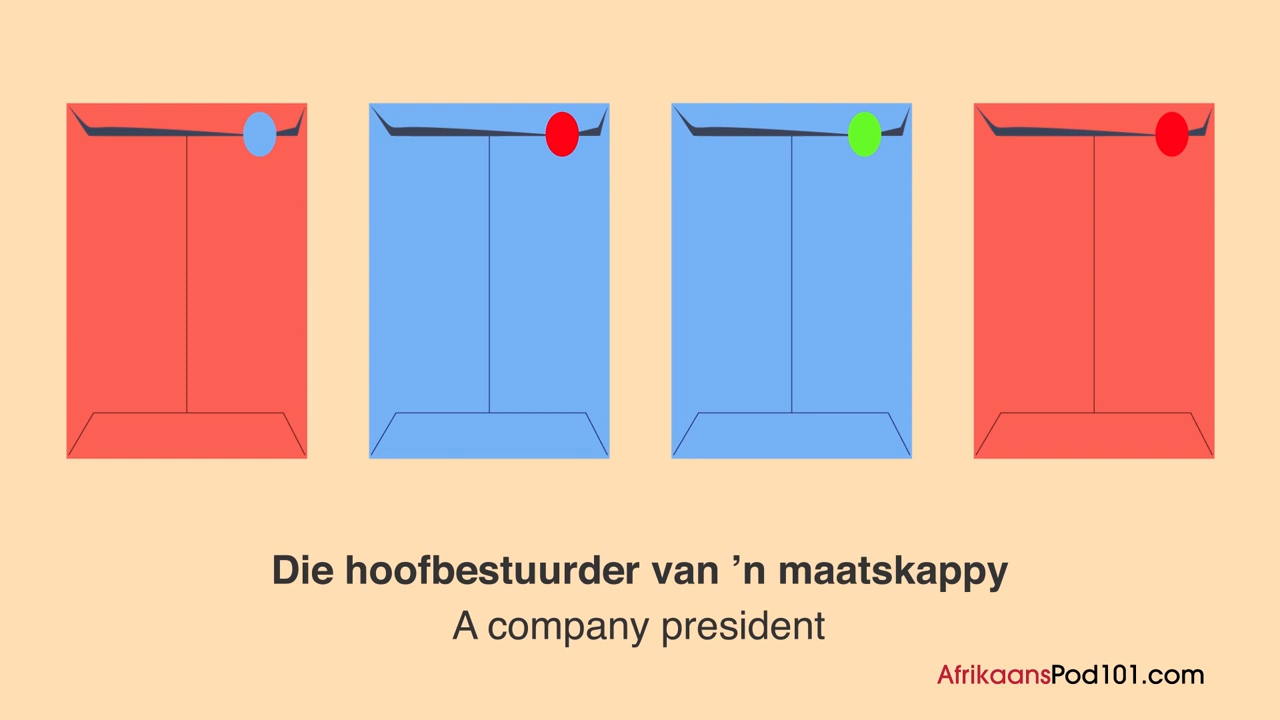 Die hoofbestuurder van ’n maatskappy
A company president
AfrikaansPod101.com